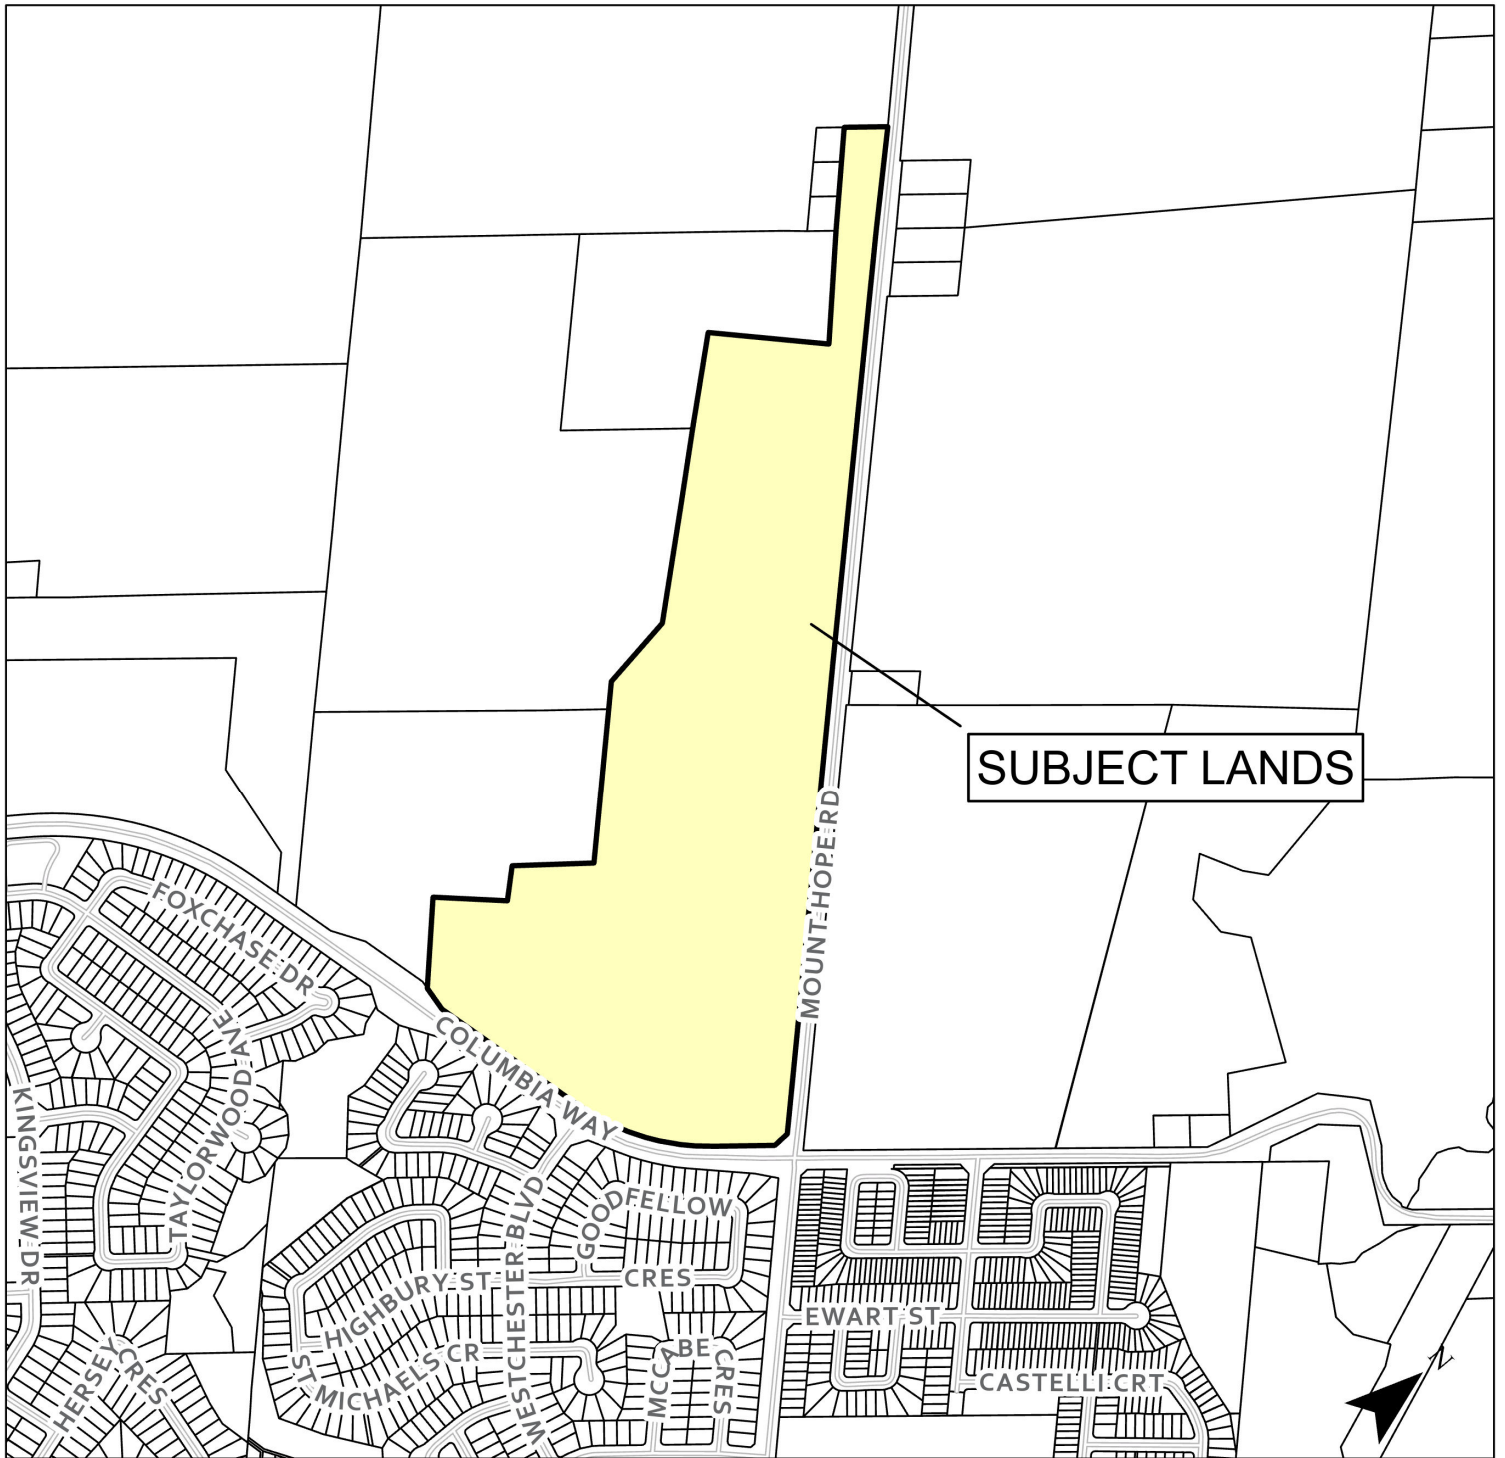 SUBJECT LANDS
MOUNT HOPE RD
FOXCHASE DR
COLUMBIA WAY
TAYLORWOOD AVE
KINGSVIEW DR
GOODFELLOW
CRES
WESTCHESTER BLVD
HIGHBURY ST
EWART ST
ST MICHAELS CR
MCCABE
CRES
CASTELLI CRT
HERSEY
CRES
N